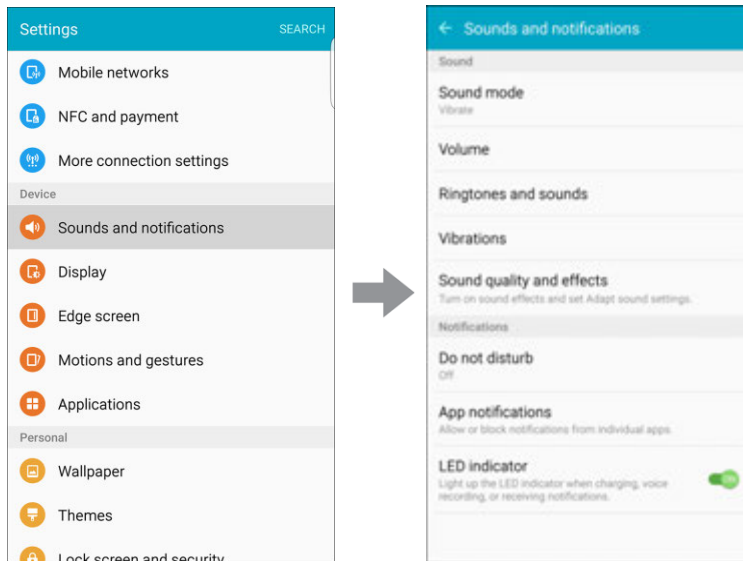 Settings
SEARCH
Mobile networks
NFC and payment
More connection settings
Device
Sounds and notifications
Display
Edge screen
Motions and gestures
Applications
Personal
Wallpaper
Themes
Lock screen and security
Sounds and notifications
Sound
Sound mode
Vibrate
Volume
Ringtones and sounds
Vibrations
Sound quality and effects
Turn on sound effects and set Adapt sound settings.
Notifications
Do not disturb
Off
App notifications
Allow or block notifications from individual apps.
LED indicator
Light up the LED indicator when charging, voice
recording, or receiving notifications.